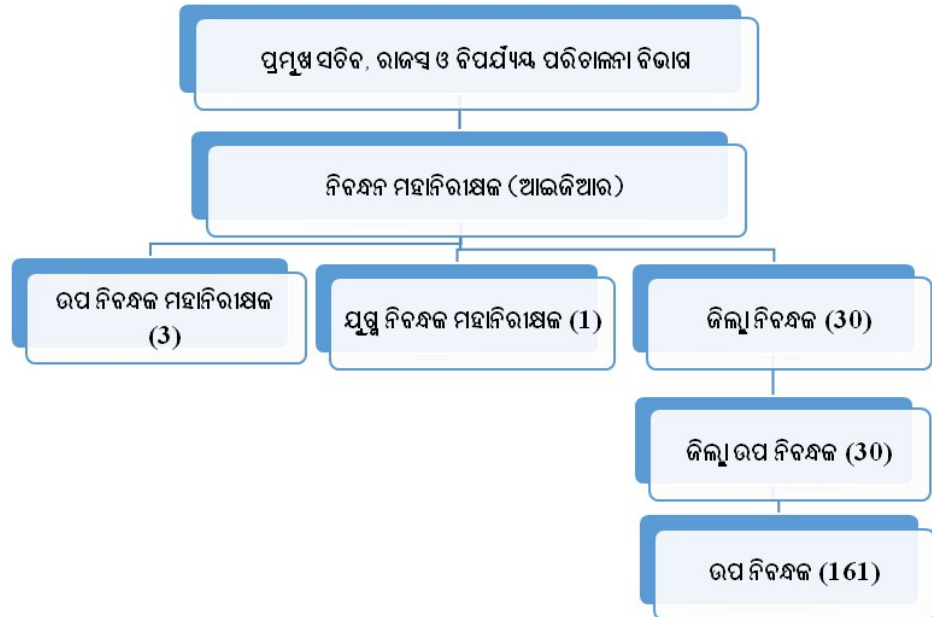 ପ୍ରମୁଖ ସଚିବ, ରାଜସ୍ୱ ଓ ବିପର୍ଯ୍ୟୟ ପରିଚାଳନା ବିଭାଗ
ନିବନ୍ଧନ ମହାନିରୀକ୍ଷକ (ଆଇଜିଆର)
ଉପ ନିବନ୍ଧକ ମହାନିରୀକ୍ଷକ
(3)
ଯୁଗ୍ମ ନିବନ୍ଧକ ମହାନିରୀକ୍ଷକ (1)
ଜିଲ୍ଲା ନିବନ୍ଧକ (30)
ଜିଲ୍ଲା ଉପ ନିବନ୍ଧକ (30)
ଉପ ନିବନ୍ଧକ (161)